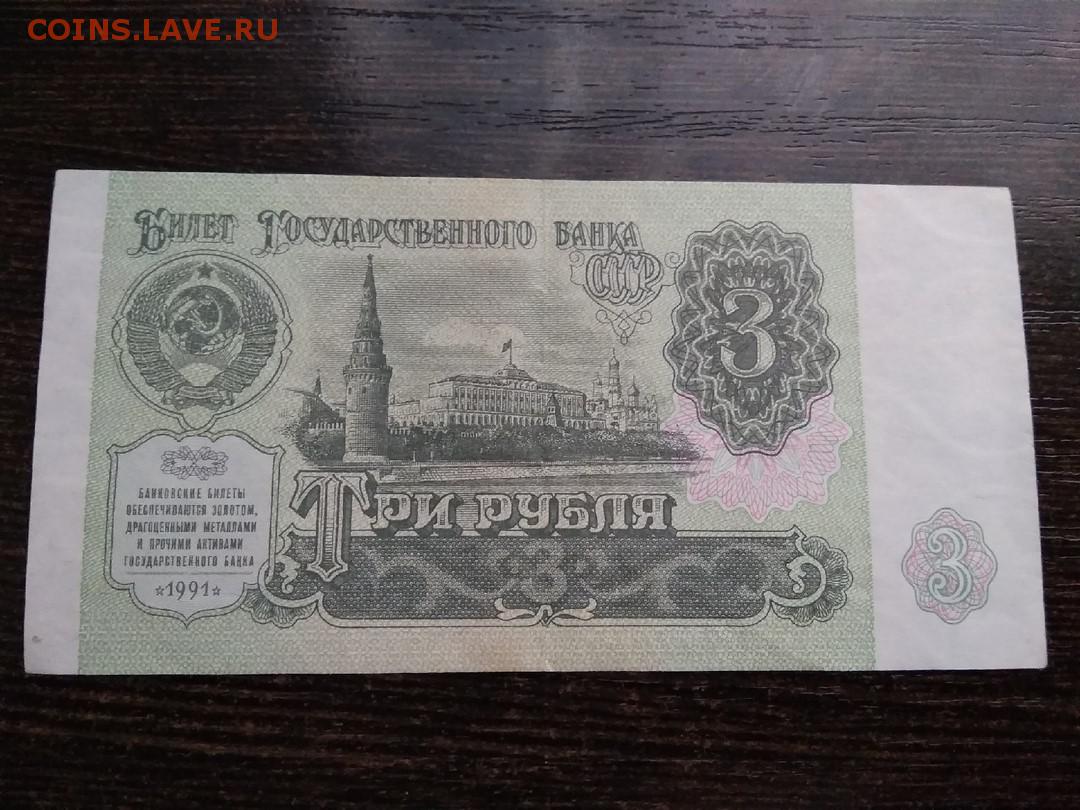 COINS.LAVE.RU
БИЛЕТ ГОСУДАРСТВЕННОГО БАНКА
СССР
3
БАНКОВСКИЕ БИЛЕТЫ
ОБЕСПЕЧИВАЮТСЯ ЗОЛОТОМ,
ДРАГОЦЕННЫМИ МЕТАЛЛАМИ
И ПРОЧИМИ АКТИВАМИ
ГОСУДАРСТВЕННОГО БАНКА
☆1991☆
ТРИ РУБЛЯ
3
3